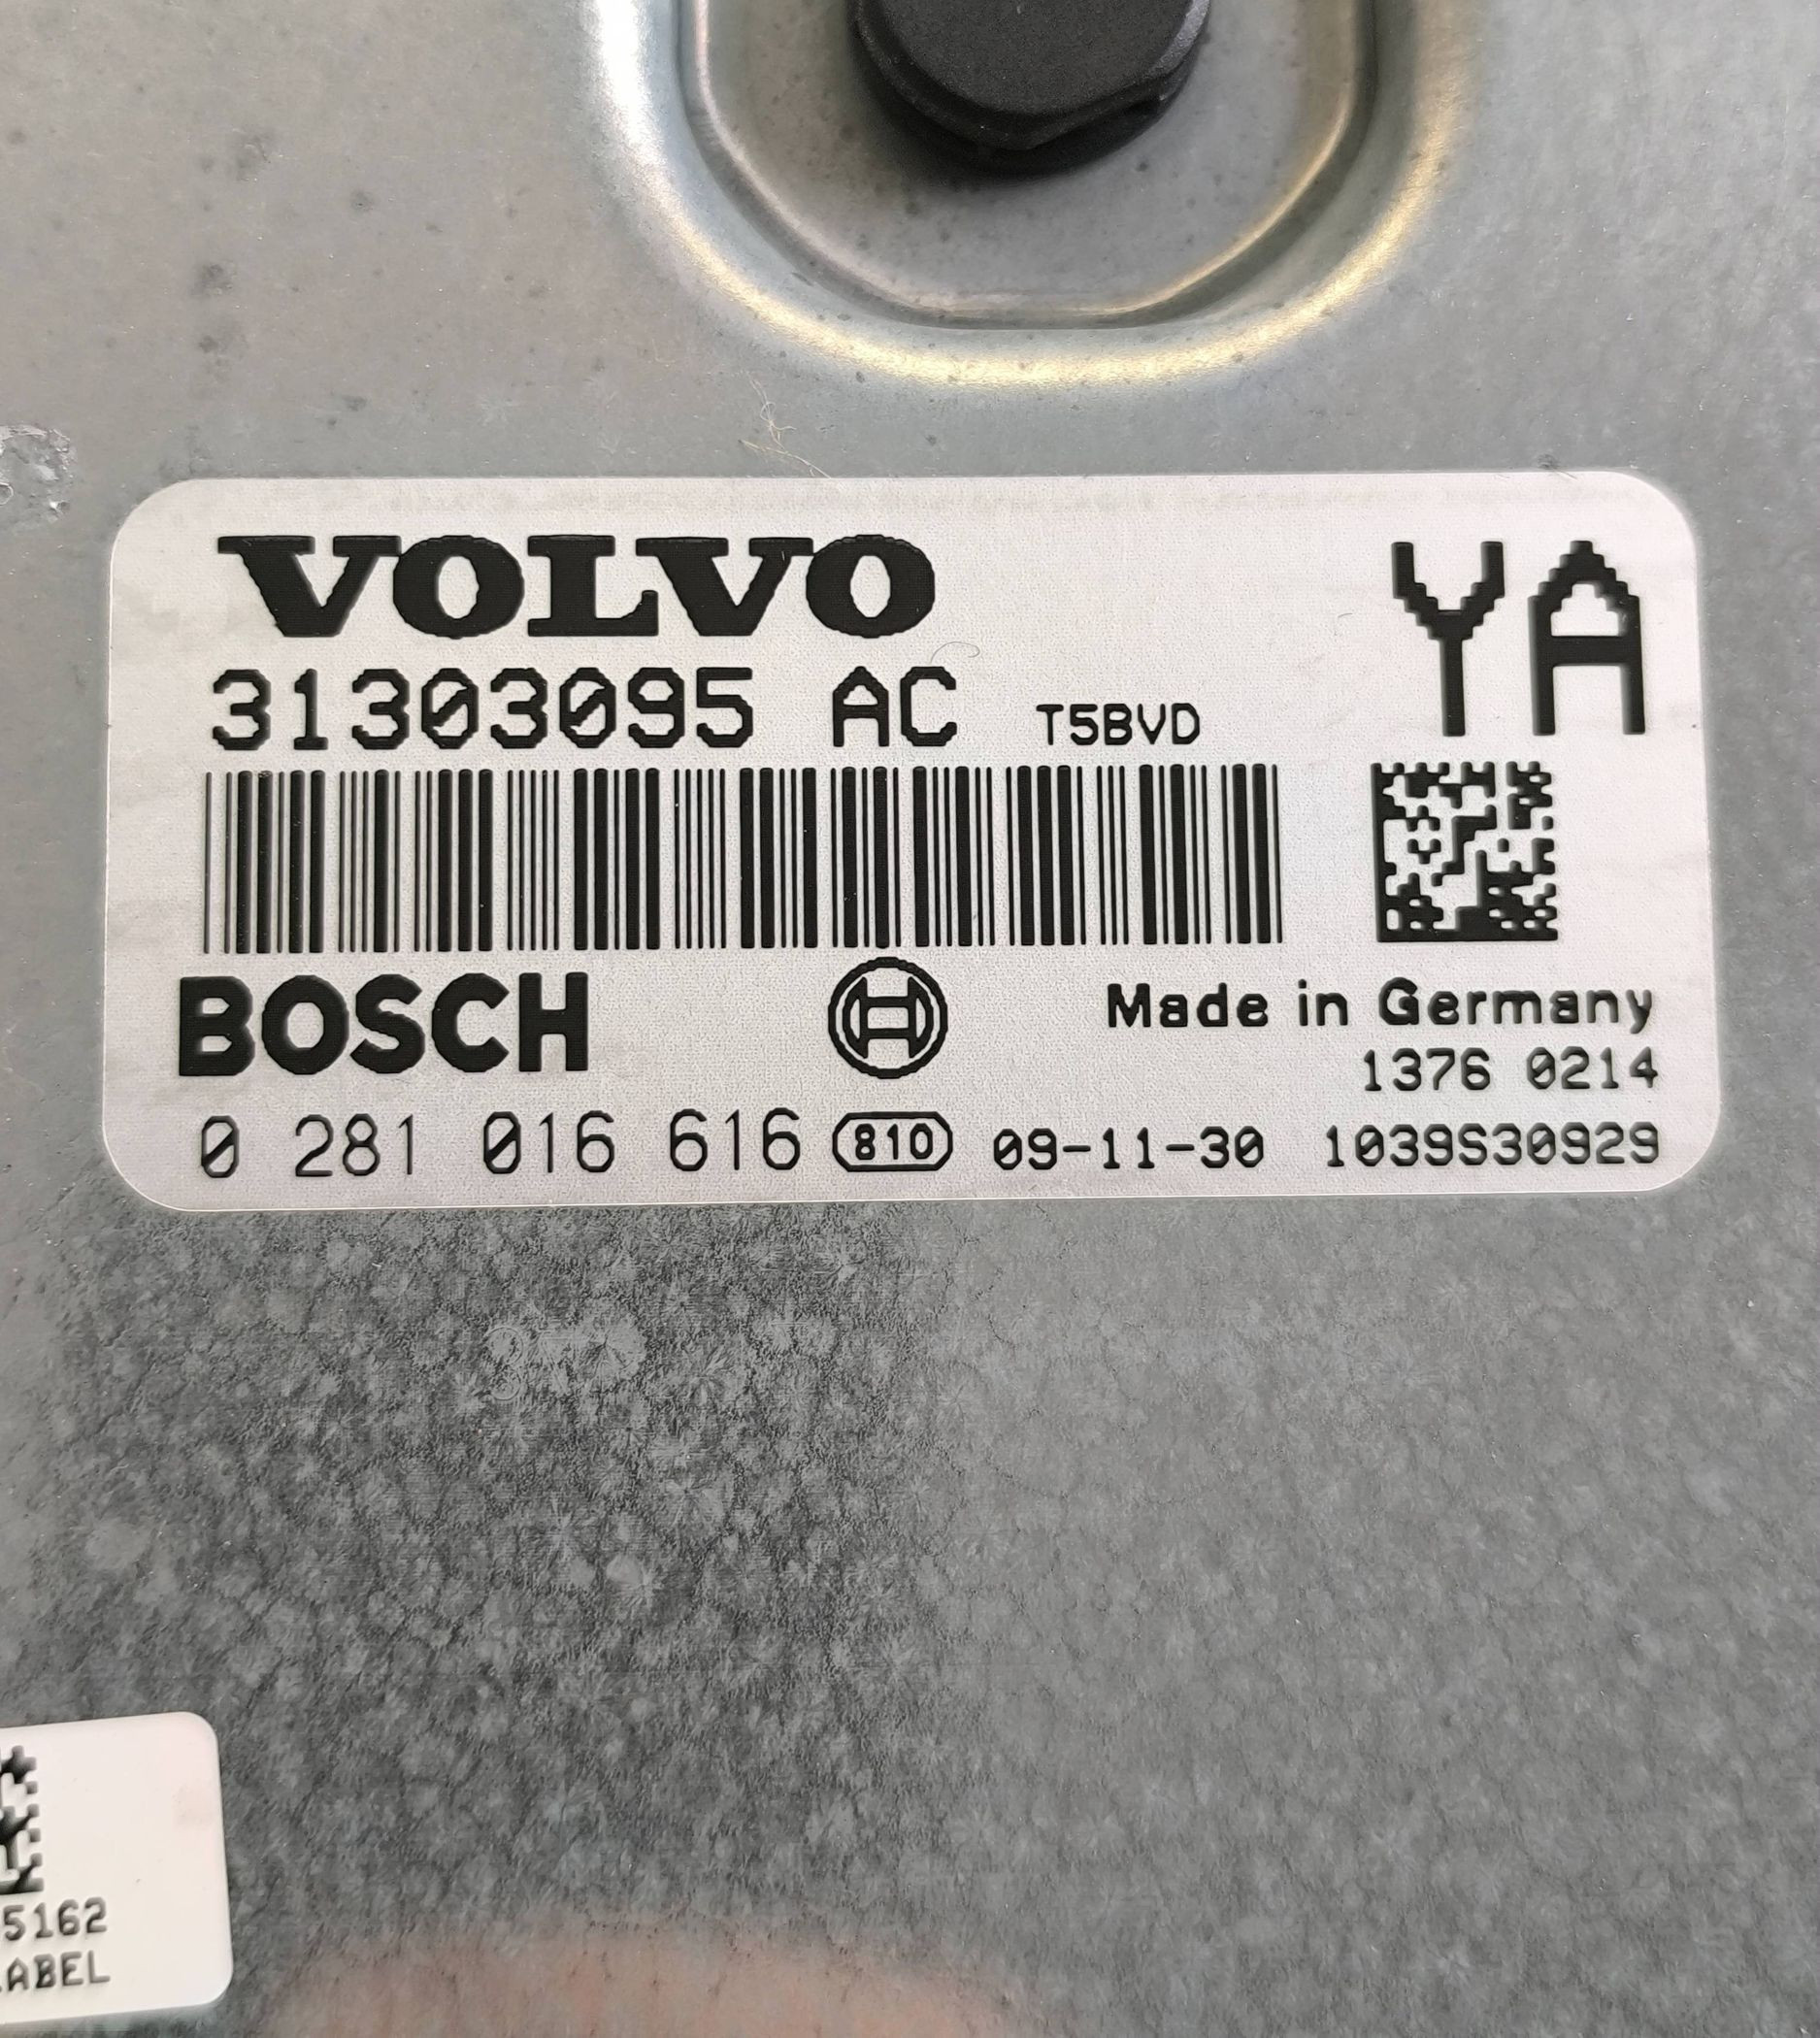 VOLVO
YA
31303095 AC T5BVD
BOSCH
Made in Germany
1376 0214
0 281 016 616 810 09-11-30 1039S30929
5162
ABEL